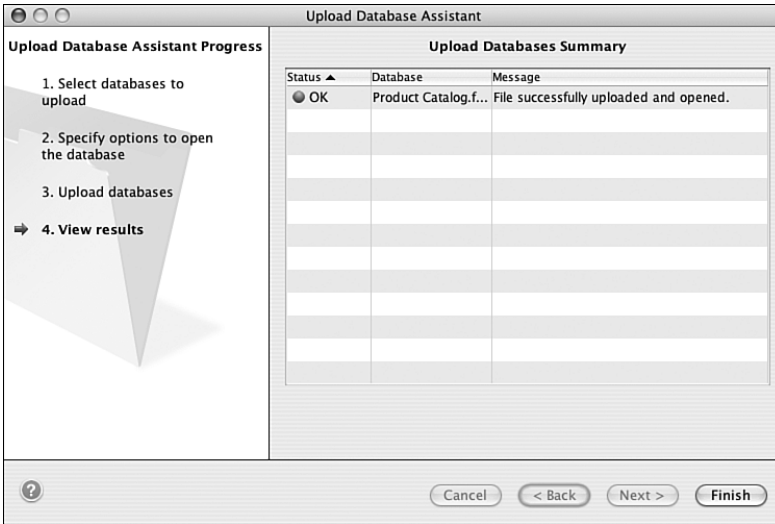 Upload Database Assistant
Upload Database Assistant Progress
1. Select databases to
upload
2. Specify options to open
the database
3. Upload databases
4. View results
Upload Databases Summary
Status Database Message
OK Product Catalog.f... File successfully uploaded and opened.
? Cancel < Back Next > Finish